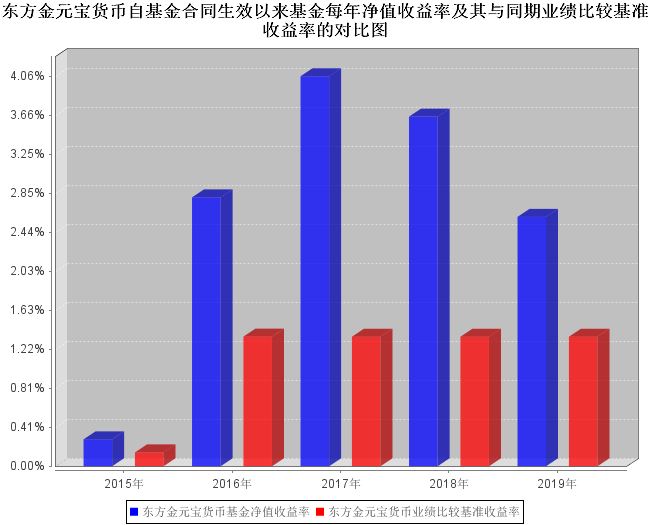 东方金元宝货币自基金合同生效以来基金每年净值收益率及其与同期业绩比较基准
收益率的对比图
4.06%
3.66%
3.25%
2.85%
2.44%
2.03%
1.63%
1.22%
0.81%
0.41%
0.00%
2015年 2016年 2017年 2018年 2019年
东方金元宝货币基金净值收益率 东方金元宝货币业绩比较基准收益率